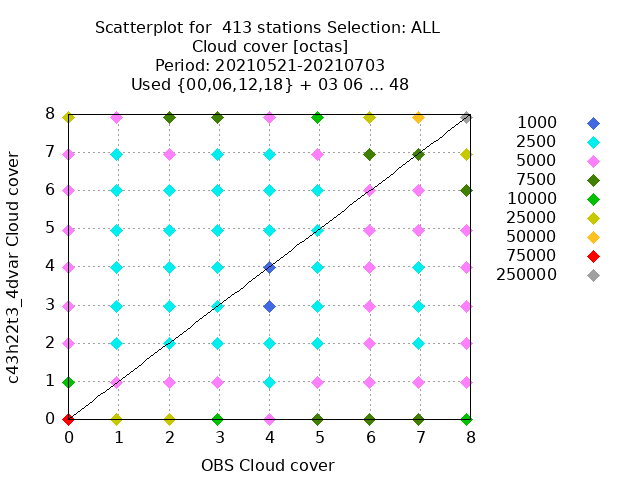 Scatterplot for  413 stations Selection: ALL
Cloud cover [octas]
Period: 20210521-20210703
Used {00,06,12,18} + 03 06 ... 48
8
7
6
5
4
3
2
1
0
c43h22t3_4dvar Cloud cover
0 1 2 3 4 5 6 7 8
OBS Cloud cover
1000
2500
5000
7500
10000
25000
50000
75000
250000